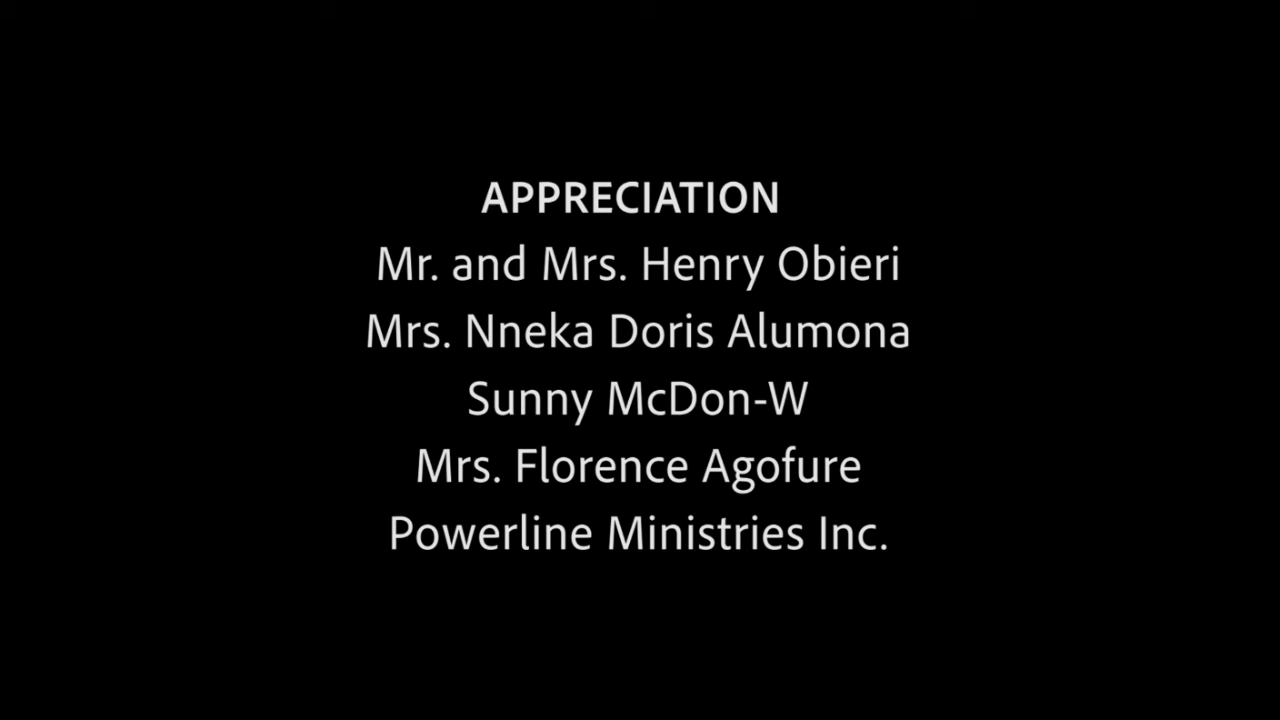 APPRECIATION
Mr. and Mrs. Henry Obieri
Mrs. Nneka Doris Alumona
Sunny McDon-W
Mrs. Florence Agofure
Powerline Ministries Inc.